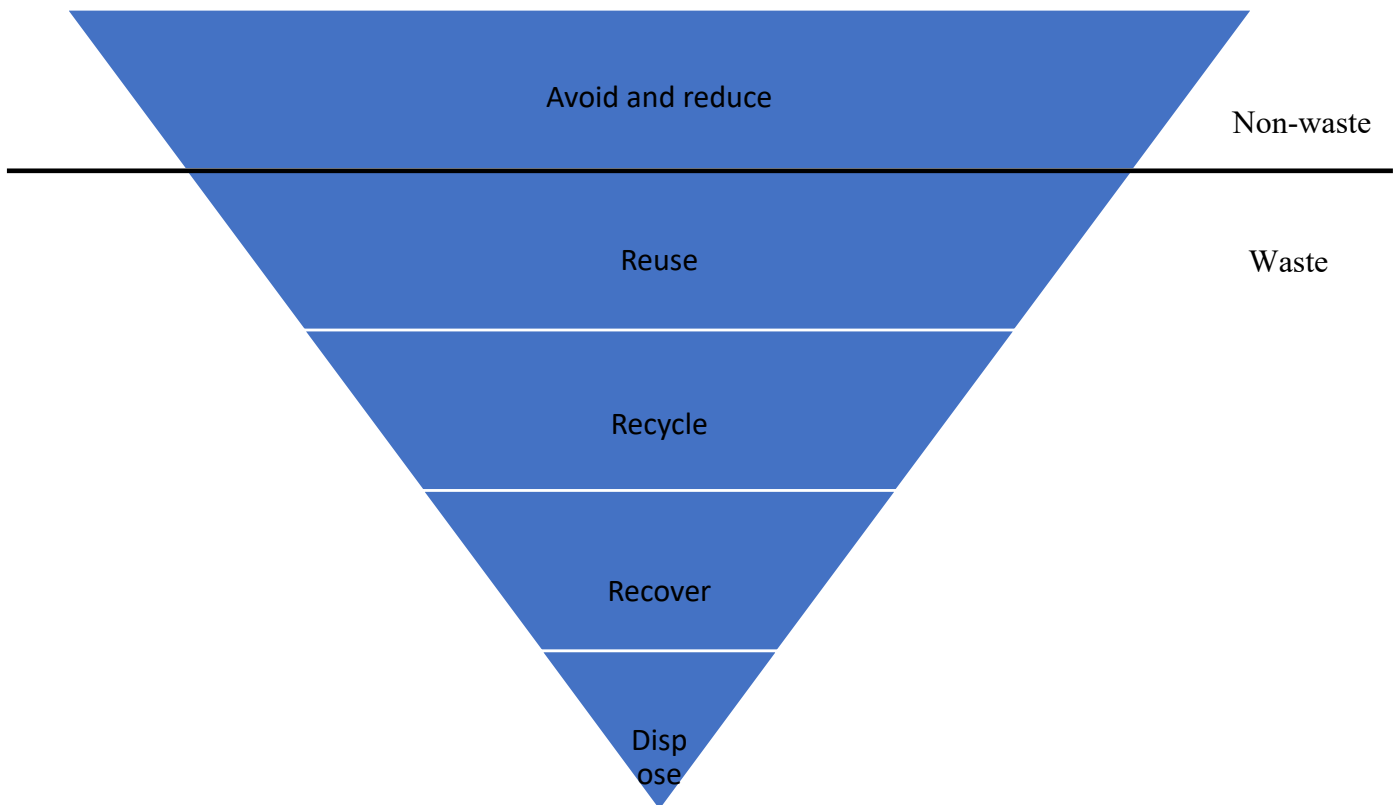 Avoid and reduce
Non-waste
Reuse
Waste
Recycle
Recover
Disp
ose